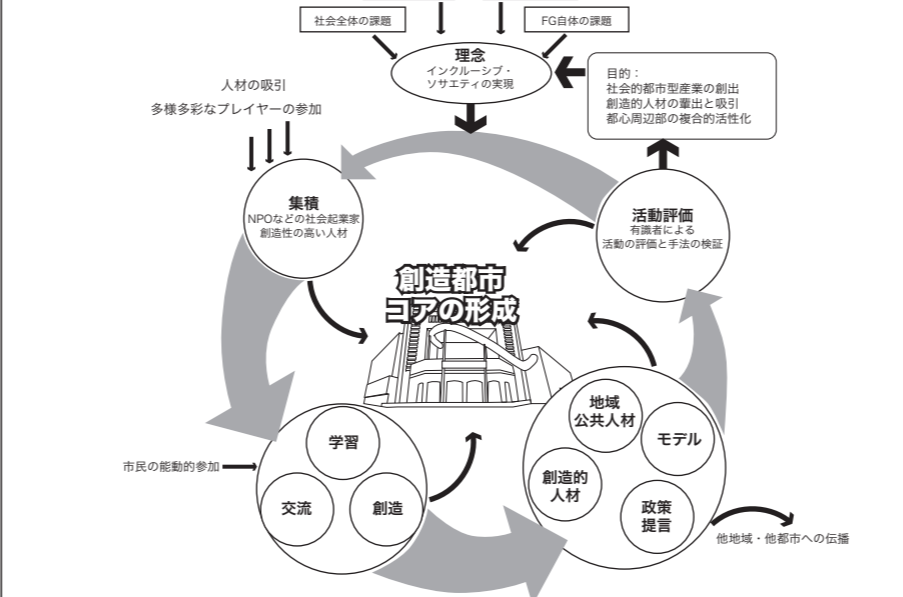 社会全体の課題
FG自体の課題
理念
インクルーシブ・
ソサエティの実現
目的：
社会的都市型産業の創出
創造的人材の輩出と吸引
都心周辺部の複合的活性化
人材の吸引
多様多彩なプレイヤーの参加
集積
NPOなどの社会起業家
創造性の高い人材
活動評価
有識者による
活動の評価と手法の検証
創造都市
コアの形成
学習
交流
創造
市民の能動的参加
地域
公共人材
モデル
創造的
人材
政策
提言
他地域・他都市への伝播